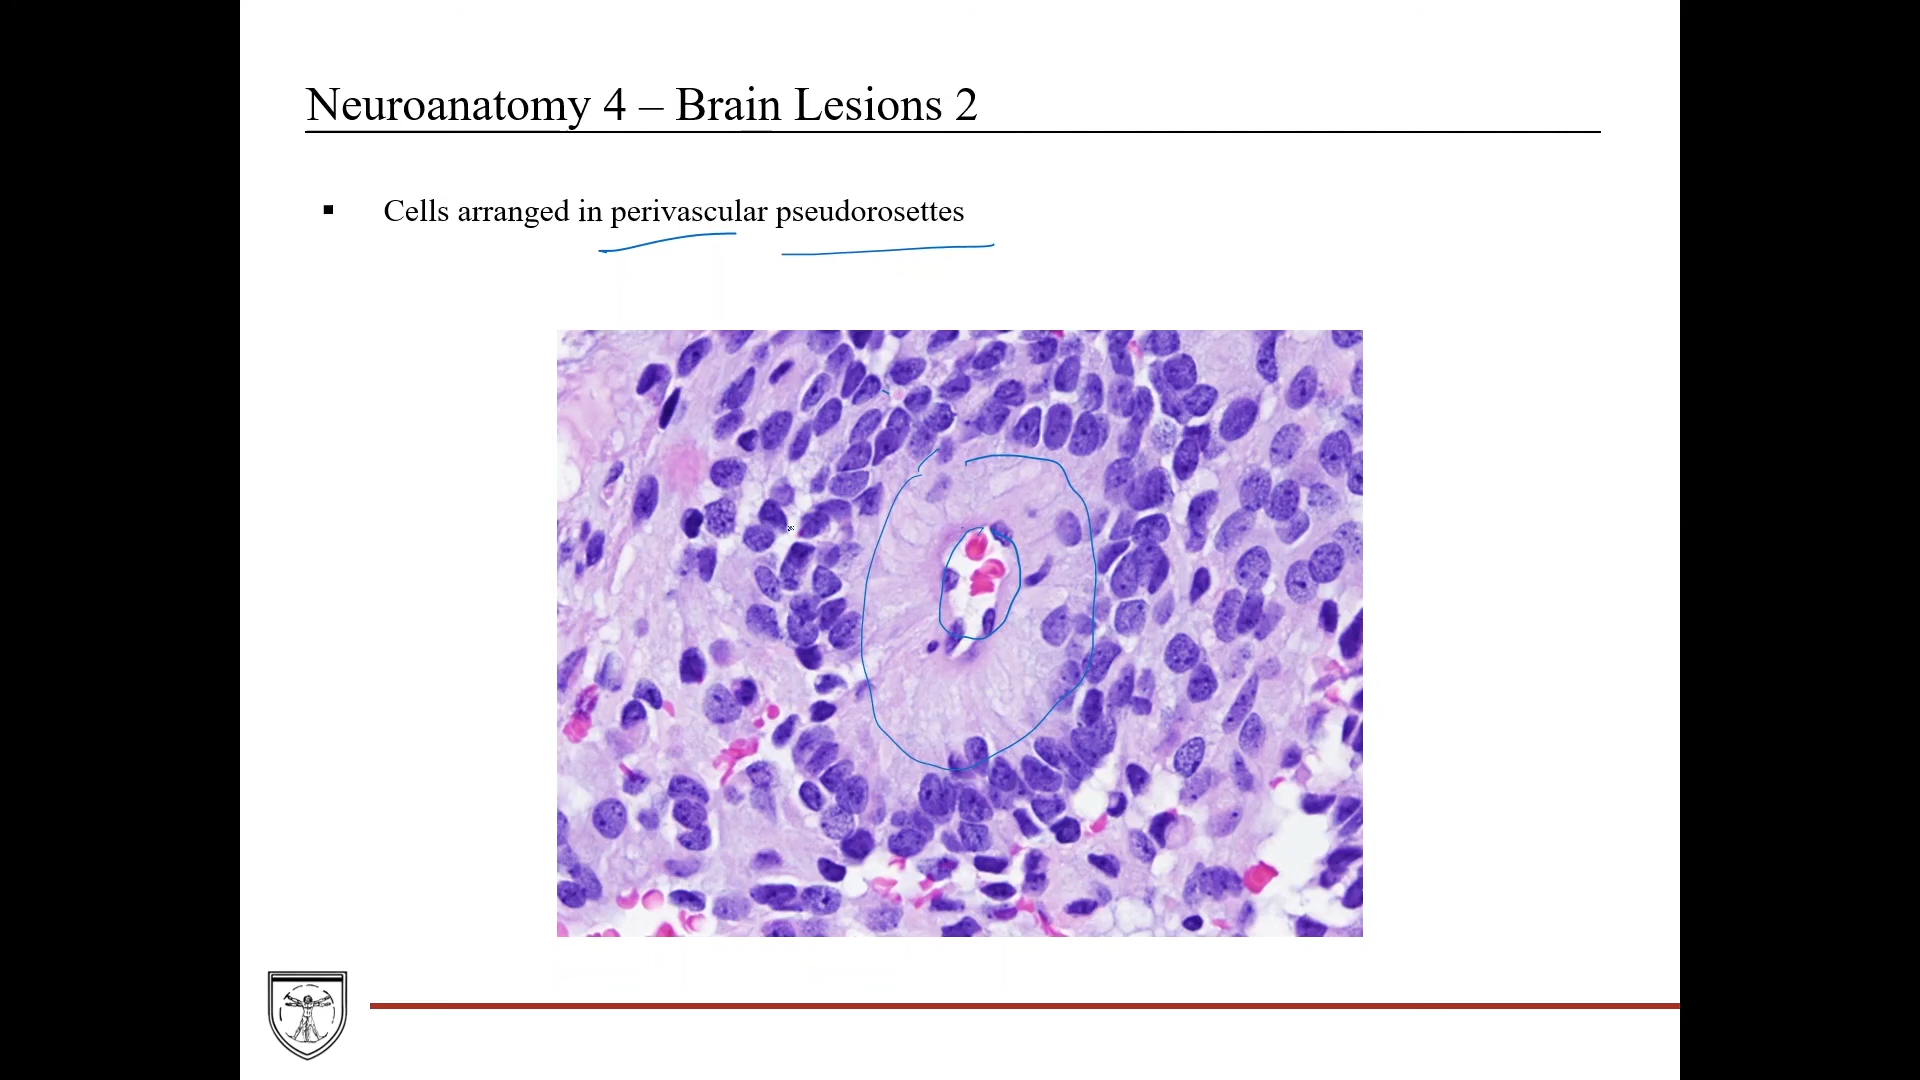 Neuroanatomy 4 – Brain Lesions 2
▪ Cells arranged in perivascular pseudorosettes